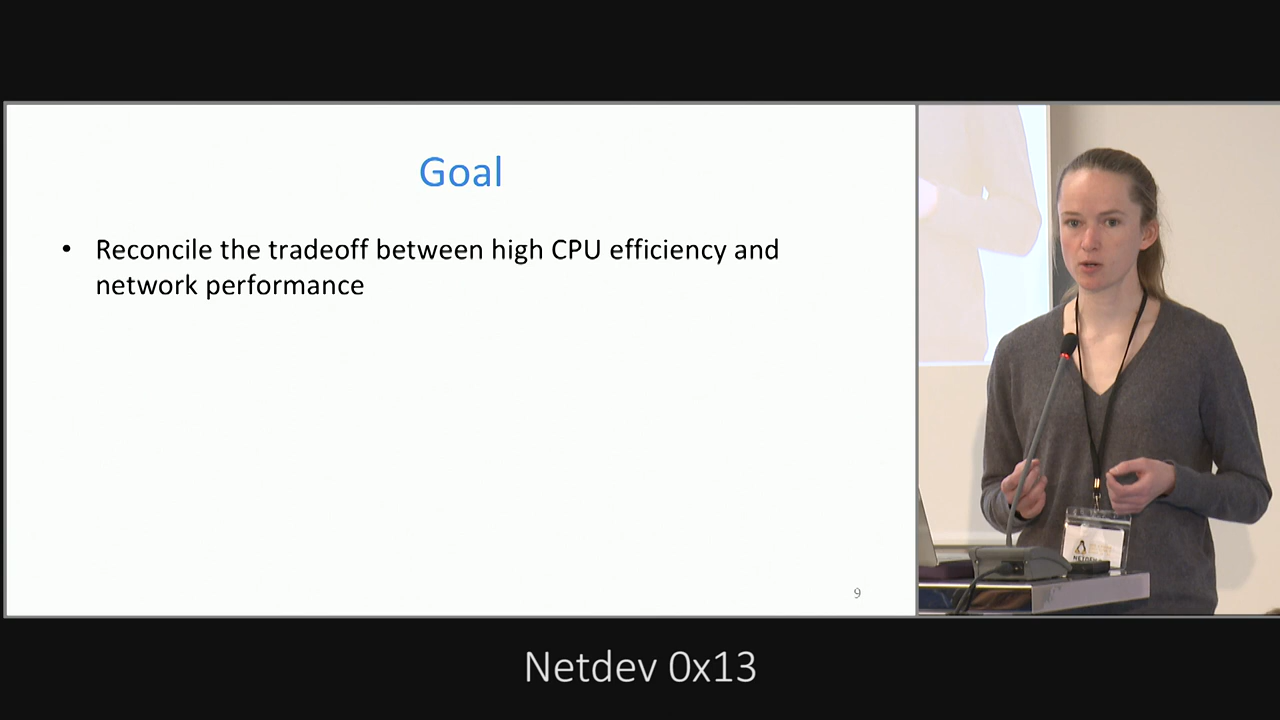 Goal
• Reconcile the tradeoff between high CPU efficiency and
network performance
9
Netdev 0x13